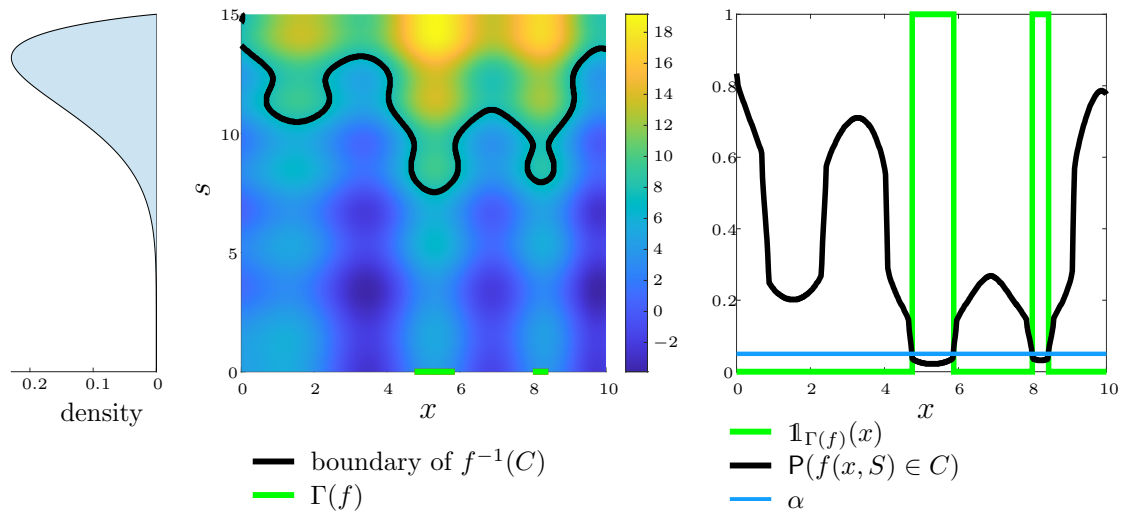 0.2 0.1 0
density
15
10
5
0
s
0 2 4 6 8 10
x
18
16
14
12
10
8
6
4
2
0
−2
−4
boundary of f⁻¹(C)
Γ(f)
1
0.8
0.6
0.4
0.2
0
0 2 4 6 8 10
x
𝟙_{Γ(f)}(x)
P(f(x, S) ∈ C)
α